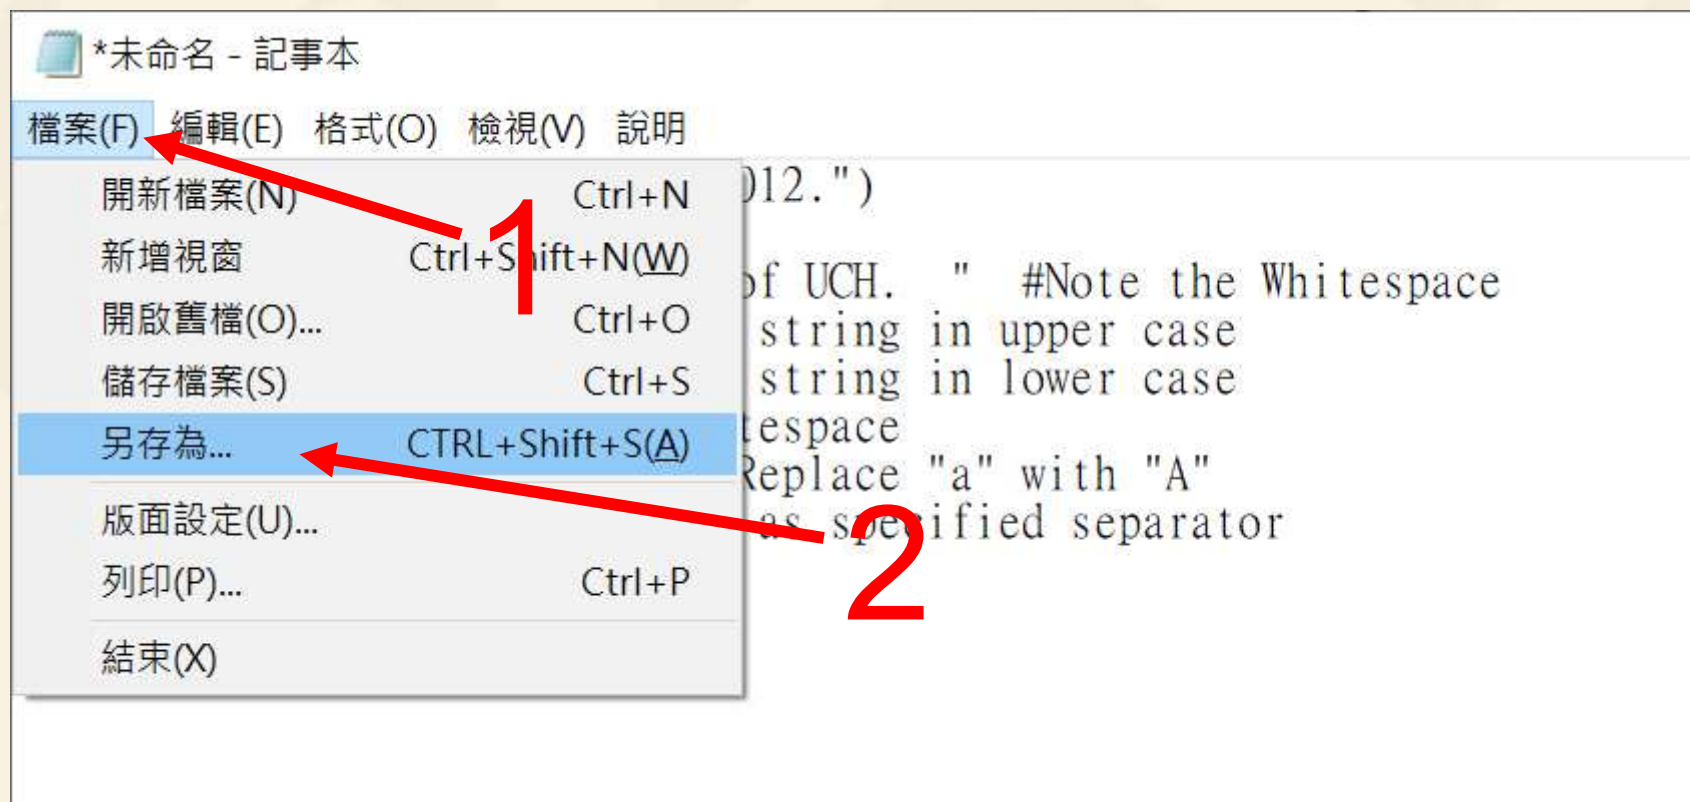 *未命名 - 記事本
檔案(F) 編輯(E) 格式(O) 檢視(V) 說明
開新檔案(N) Ctrl+N
新增視窗 Ctrl+Shift+N(W)
開啟舊檔(O)... Ctrl+O
儲存檔案(S) Ctrl+S
另存為... CTRL+Shift+S(A)
版面設定(U)...
列印(P)... Ctrl+P
結束(X)
012.")
of UCH. " #Note the Whitespace
string in upper case
string in lower case
tespace
Replace "a" with "A"
as specified separator
1
2